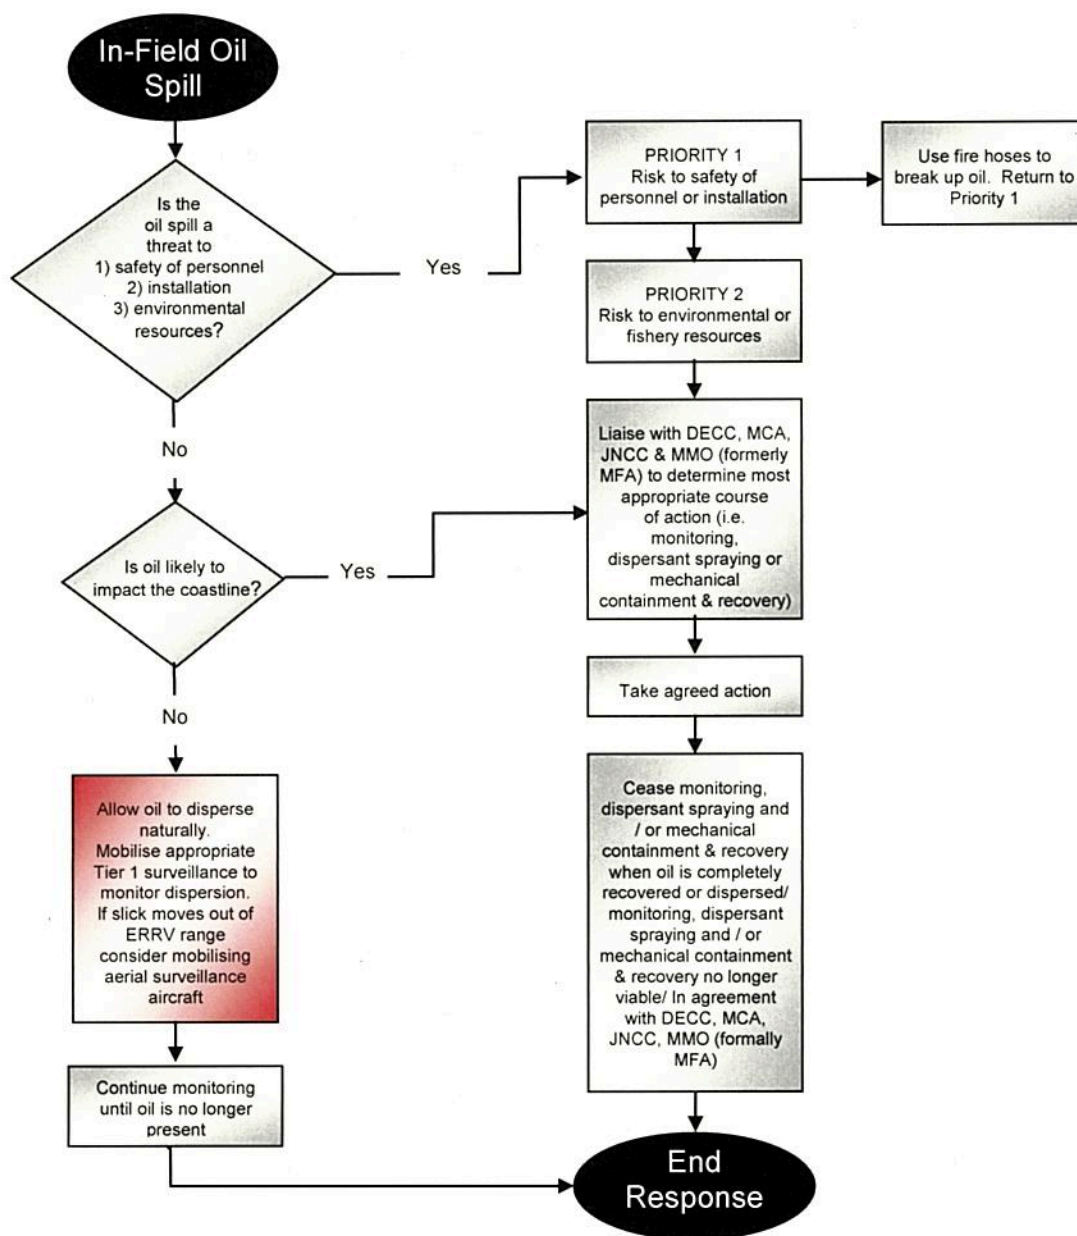 In-Field Oil
Spill
Is the
oil spill a
threat to
1) safety of personnel
2) installation
3) environmental
resources?
Yes
PRIORITY 1
Risk to safety of
personnel or installation
Use fire hoses to
break up oil. Return to
Priority 1
PRIORITY 2
Risk to environmental or
fishery resources
No
Liaise with DECC, MCA,
JNCC & MMO (formerly
MFA) to determine most
appropriate course
of action (i.e.
monitoring,
dispersant spraying or
mechanical
containment & recovery)
Is oil likely to
impact the coastline?
Yes
No
Take agreed action
Allow oil to disperse
naturally.
Mobilise appropriate
Tier 1 surveillance to
monitor dispersion.
If slick moves out of
ERRV range
consider mobilising
aerial surveillance
aircraft
Cease monitoring,
dispersant spraying and
/ or mechanical
containment & recovery
when oil is completely
recovered or dispersed/
monitoring, dispersant
spraying and / or
mechanical containment
& recovery no longer
viable/ In agreement
with DECC, MCA,
JNCC, MMO (formally
MFA)
Continue monitoring
until oil is no longer
present
End
Response